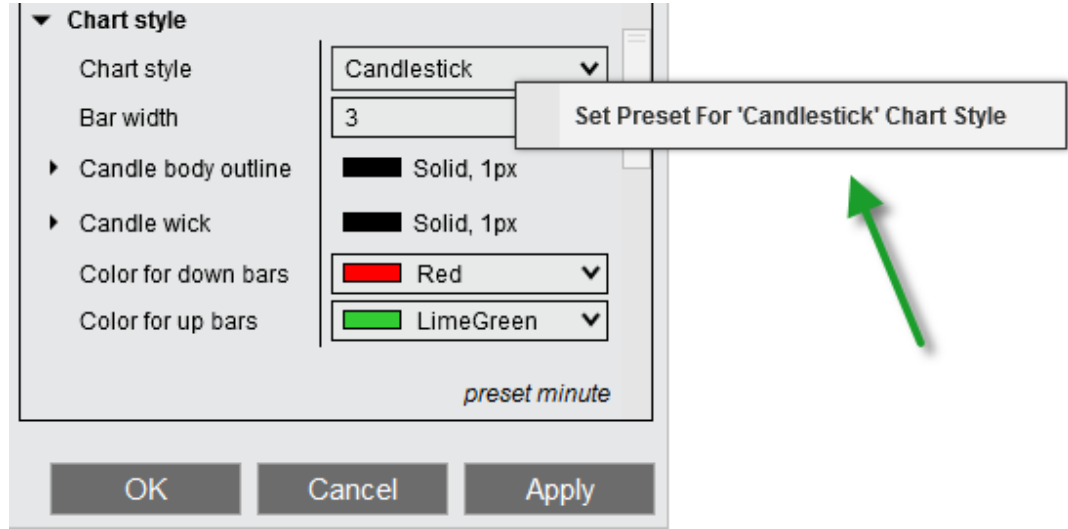 Chart style
Chart style Candlestick
Set Preset For 'Candlestick' Chart Style
Bar width 3
Candle body outline Solid, 1px
Candle wick Solid, 1px
Color for down bars Red
Color for up bars LimeGreen
preset minute
OK Cancel Apply